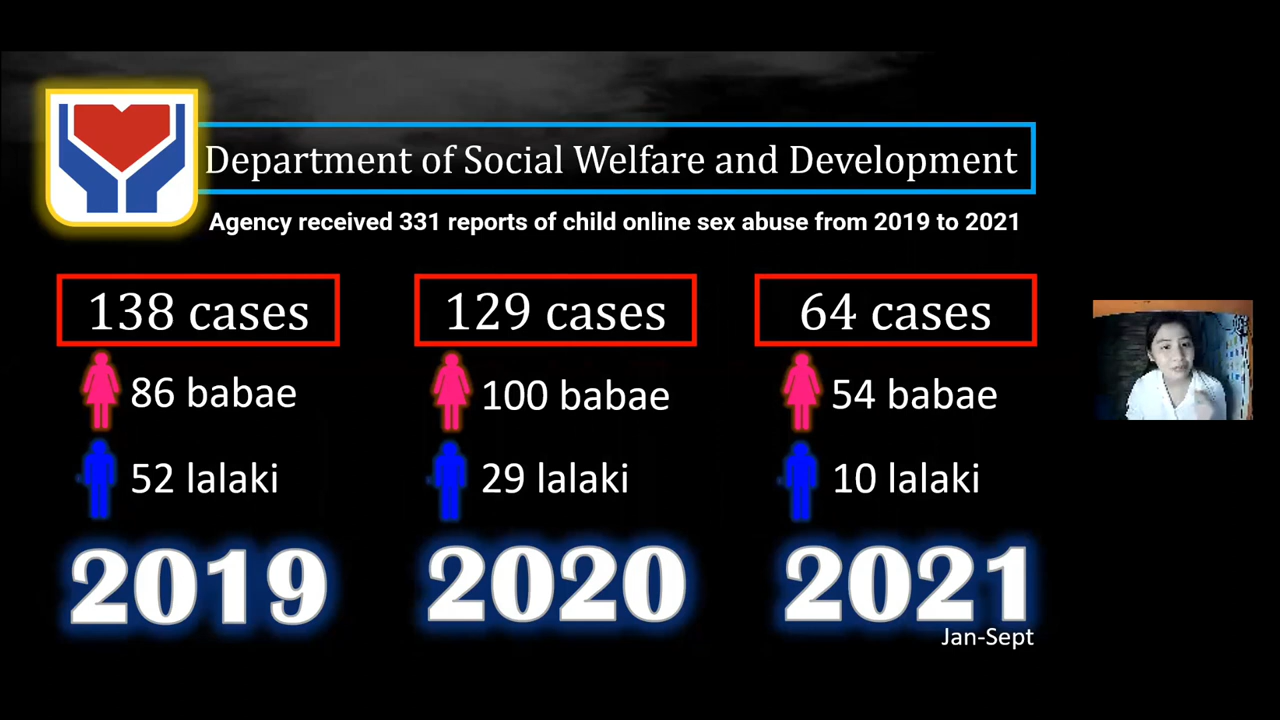 Department of Social Welfare and Development
Agency received 331 reports of child online sex abuse from 2019 to 2021
138 cases
86 babae
52 lalaki
2019
129 cases
100 babae
29 lalaki
2020
64 cases
54 babae
10 lalaki
2021
Jan-Sept